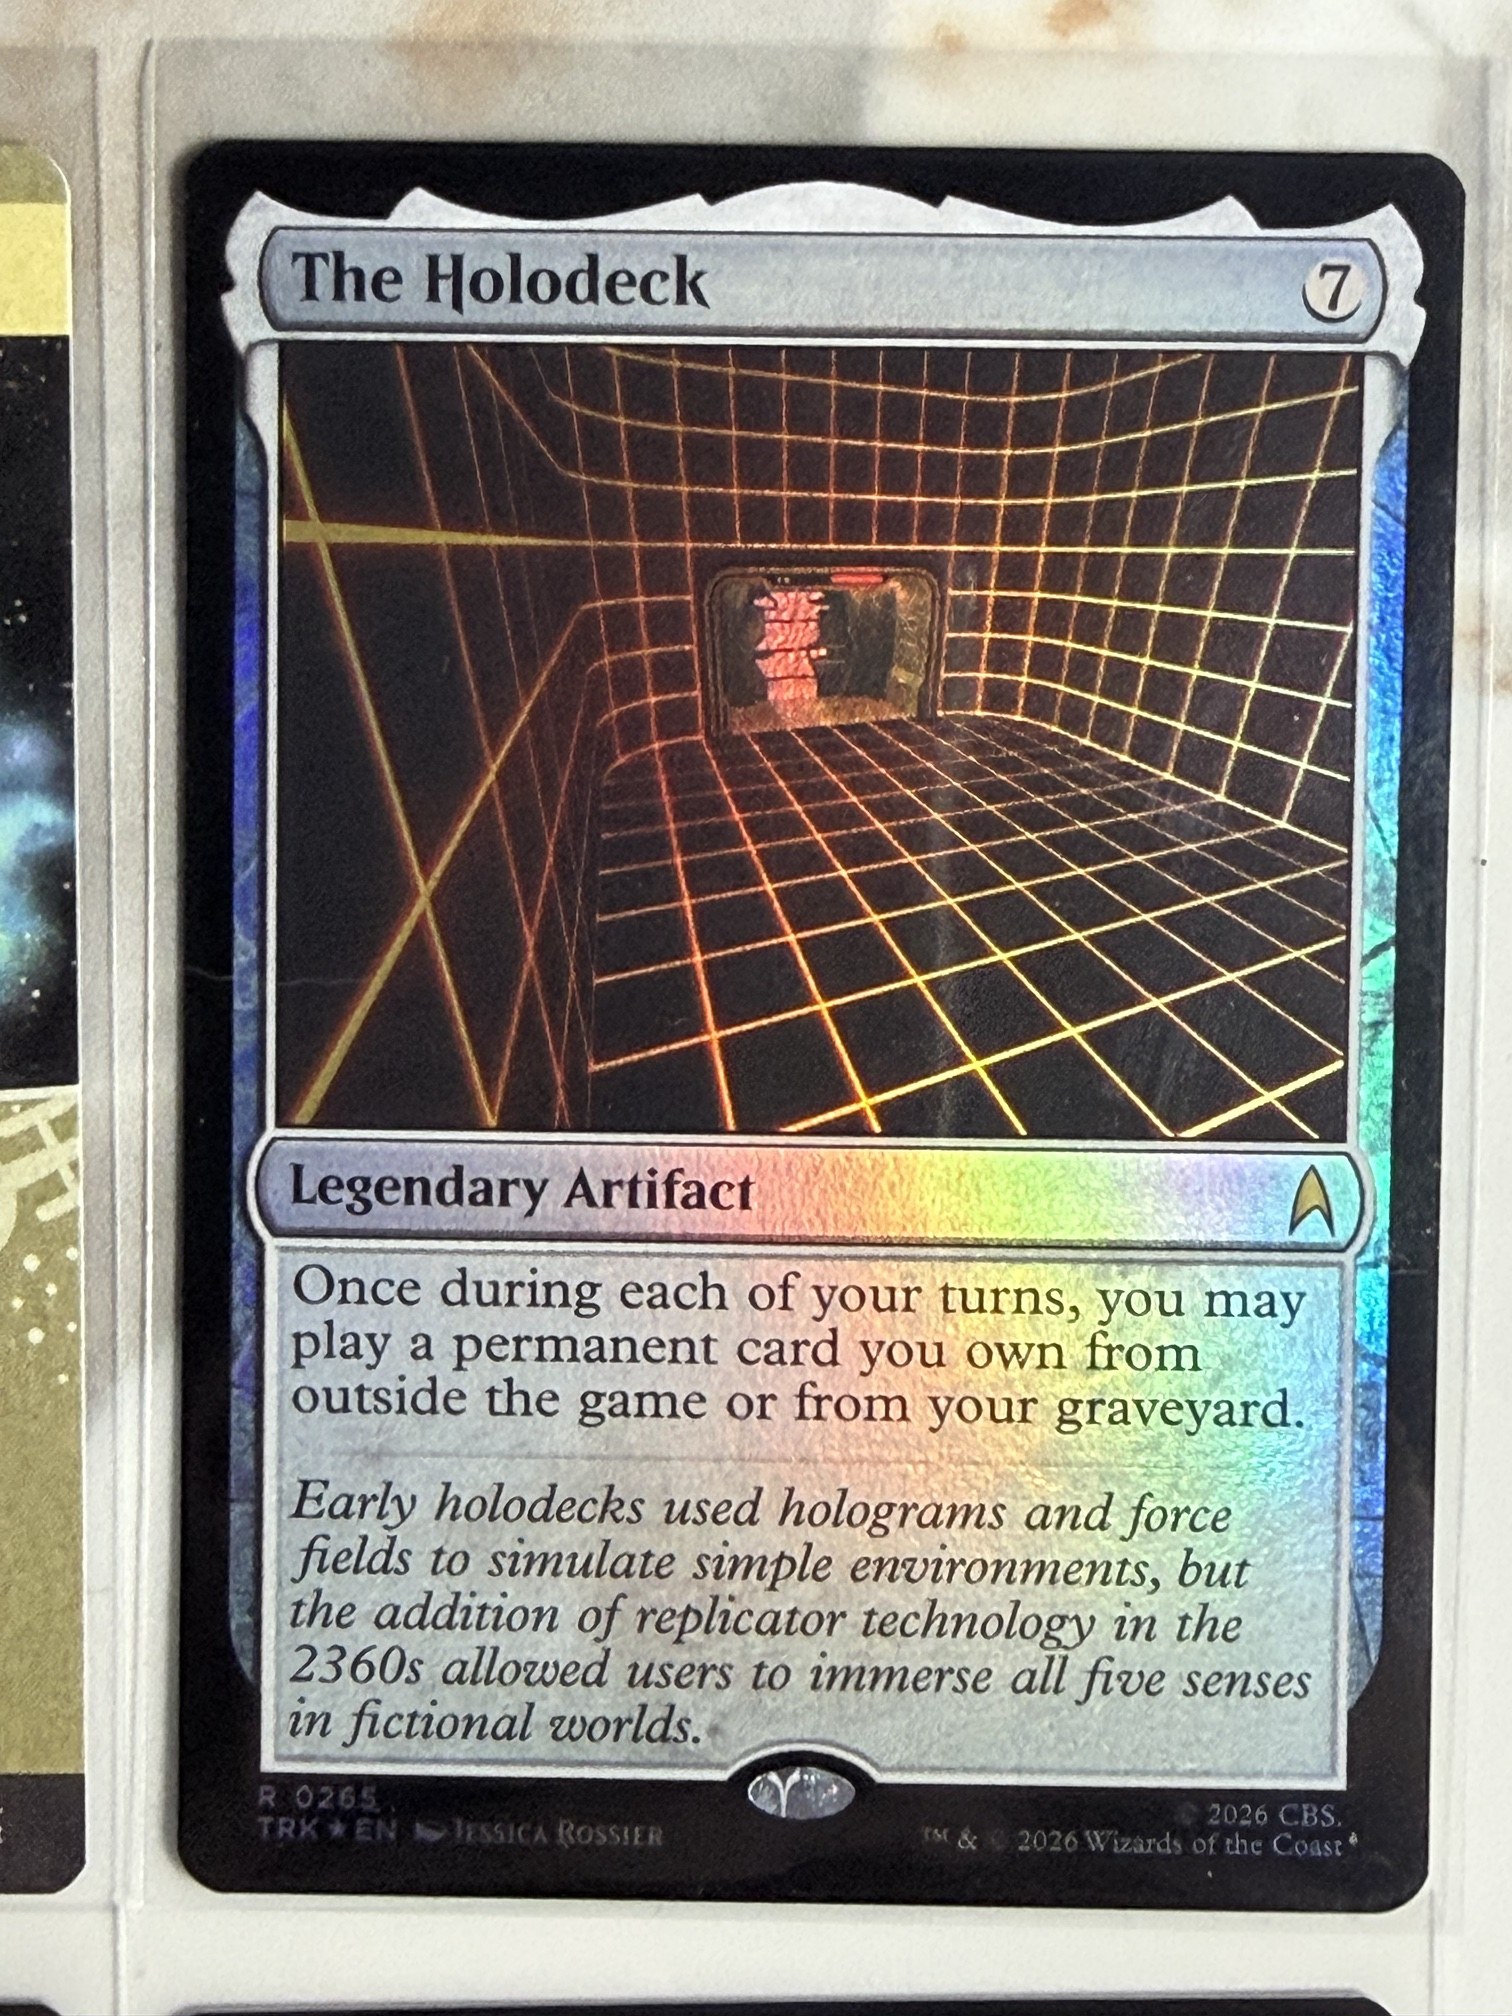 The Holodeck
7
Legendary Artifact
Once during each of your turns, you may
play a permanent card you own from
outside the game or from your graveyard.
Early holodecks used holograms and force
fields to simulate simple environments, but
the addition of replicator technology in the
2360s allowed users to immerse all five senses
in fictional worlds.
R 0265
TRK ★ EN Jessica Rossier
© 2026 CBS.
™ & © 2026 Wizards of the Coast